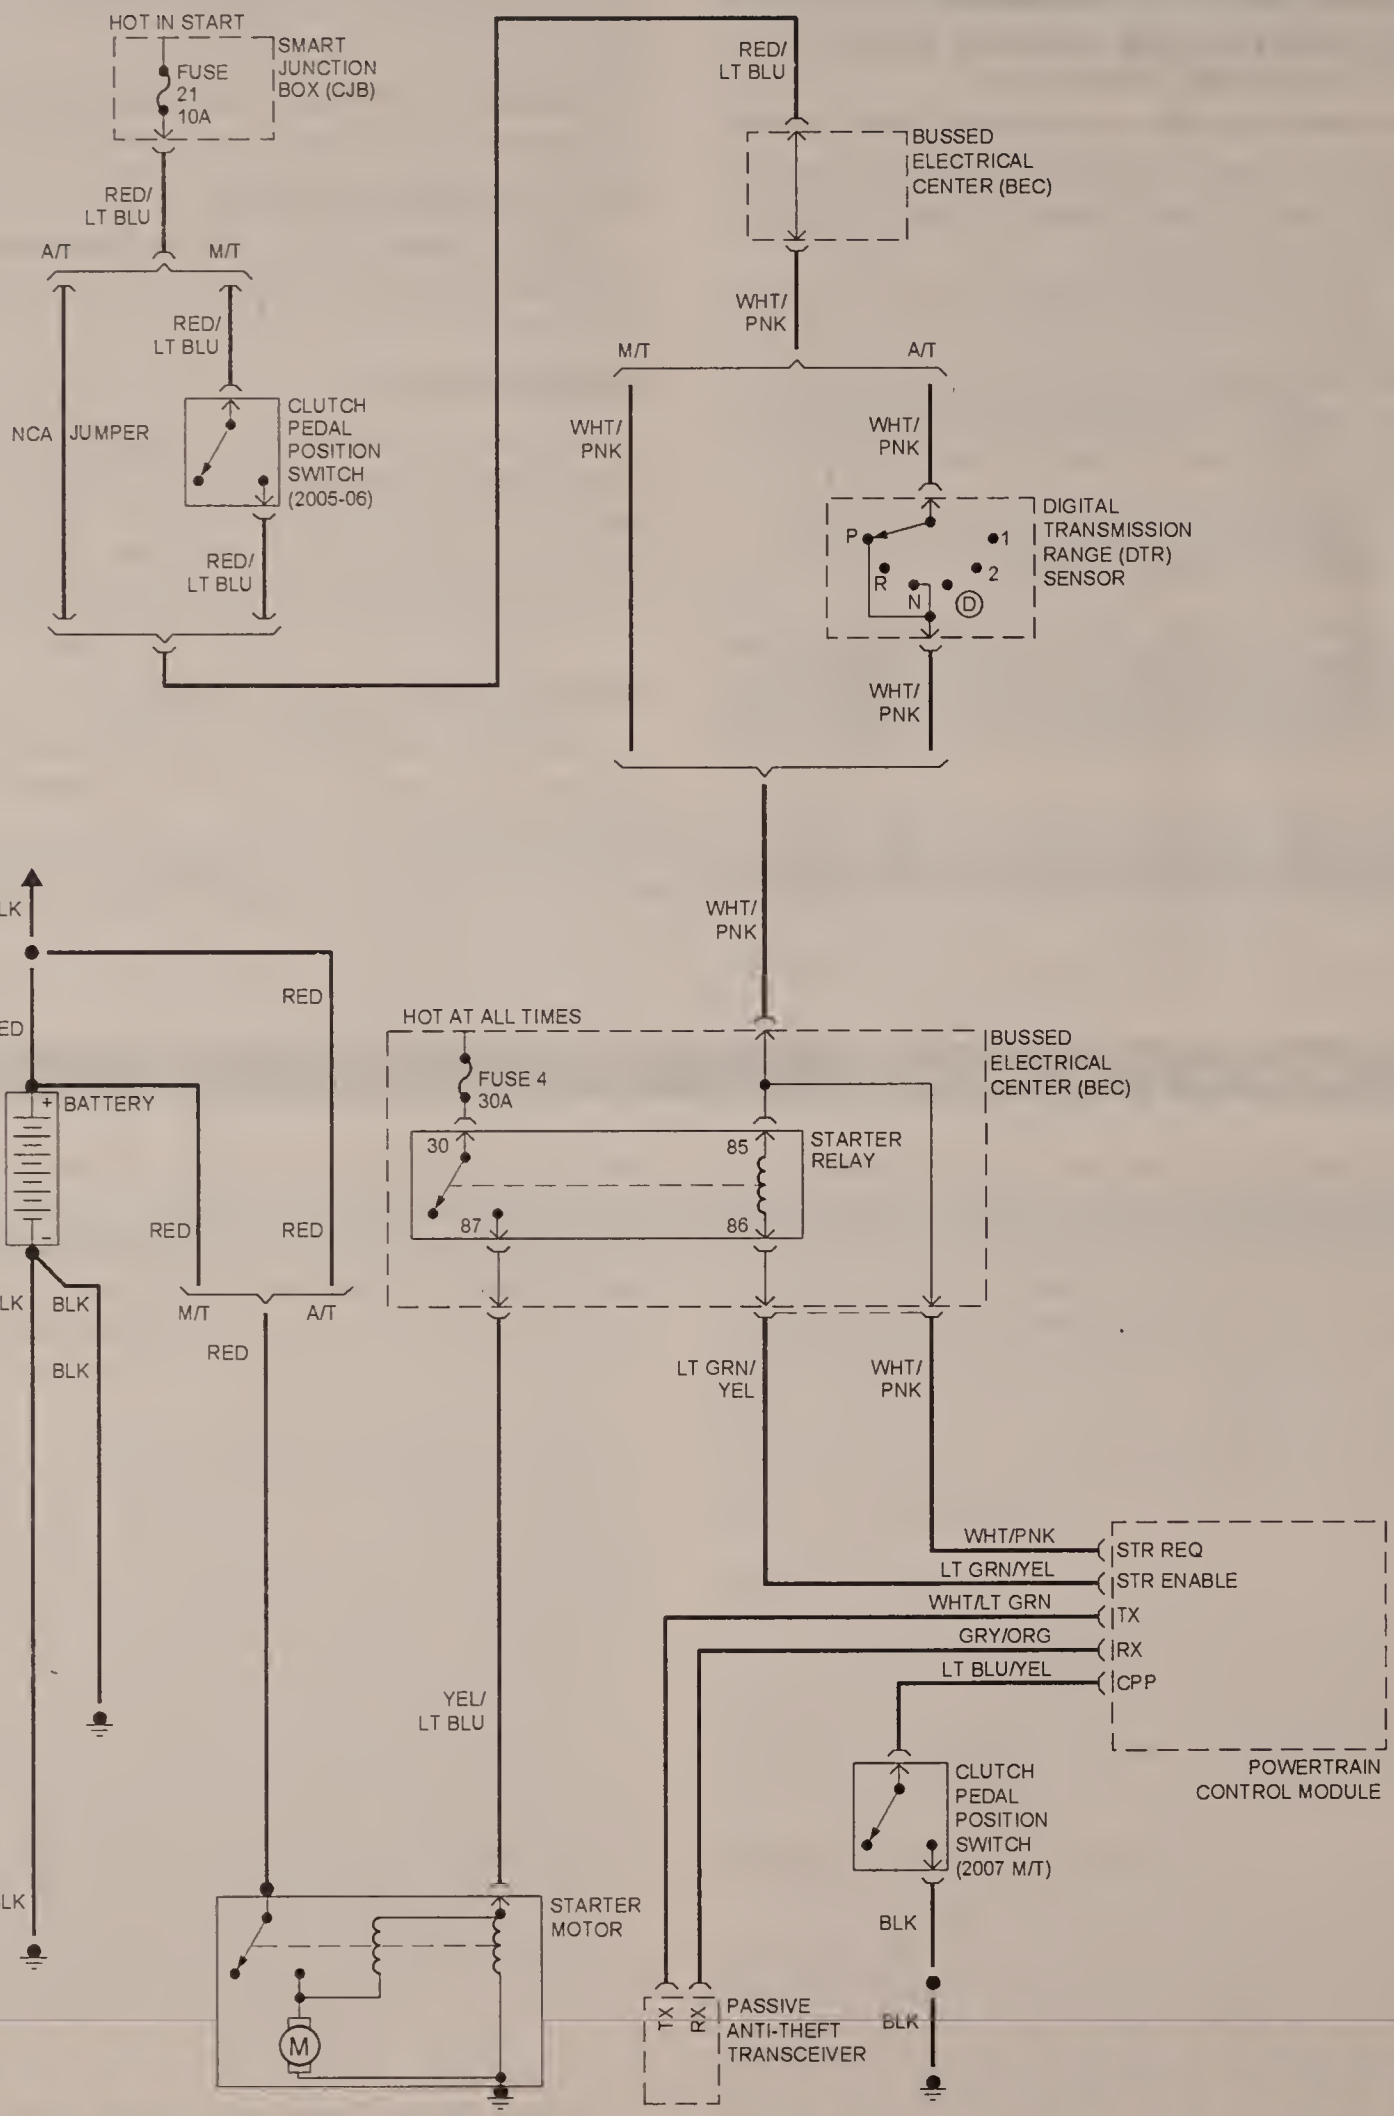 HOT IN START
SMART
JUNCTION
BOX (CJB)
FUSE
21
10A
RED/
LT BLU
A/T
M/T
RED/
LT BLU
NCA
JUMPER
CLUTCH
PEDAL
POSITION
SWITCH
(2005-06)
RED/
LT BLU
RED/
LT BLU
BUSSED
ELECTRICAL
CENTER (BEC)
WHT/
PNK
M/T
A/T
WHT/
PNK
WHT/
PNK
P
R
N
D
2
1
DIGITAL
TRANSMISSION
RANGE (DTR)
SENSOR
WHT/
PNK
WHT/
PNK
LK
ED
RED
+
BATTERY
-
RED
RED
LK
BLK
BLK
M/T
A/T
RED
HOT AT ALL TIMES
BUSSED
ELECTRICAL
CENTER (BEC)
FUSE 4
30A
30
87
85
86
STARTER
RELAY
LT GRN/
YEL
WHT/
PNK
WHT/PNK
STR REQ
LT GRN/YEL
STR ENABLE
WHT/LT GRN
TX
GRY/ORG
RX
LT BLU/YEL
CPP
POWERTRAIN
CONTROL MODULE
YEL/
LT BLU
CLUTCH
PEDAL
POSITION
SWITCH
(2007 M/T)
BLK
BLK
LK
STARTER
MOTOR
M
TX
RX
PASSIVE
ANTI-THEFT
TRANSCEIVER